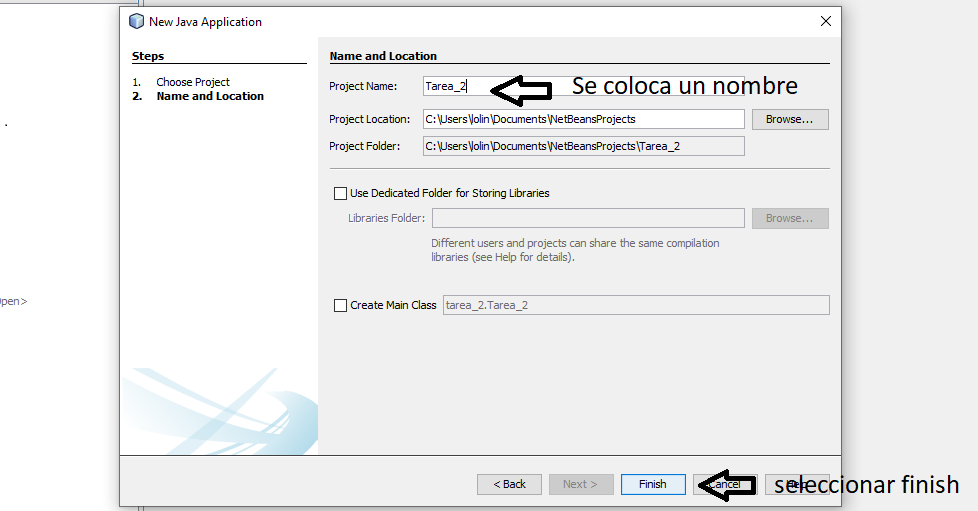 New Java Application
Steps
1. Choose Project
2. Name and Location
Name and Location
Project Name: Tarea_2 Se coloca un nombre
Project Location: C:\Users\lolin\Documents\NetBeansProjects Browse...
Project Folder: C:\Users\lolin\Documents\NetBeansProjects\Tarea_2
Use Dedicated Folder for Storing Libraries
Libraries Folder: Browse...
Different users and projects can share the same compilation
libraries (see Help for details).
Open>
Create Main Class tarea_2.Tarea_2
< Back Next > Finish Cancel Help seleccionar finish